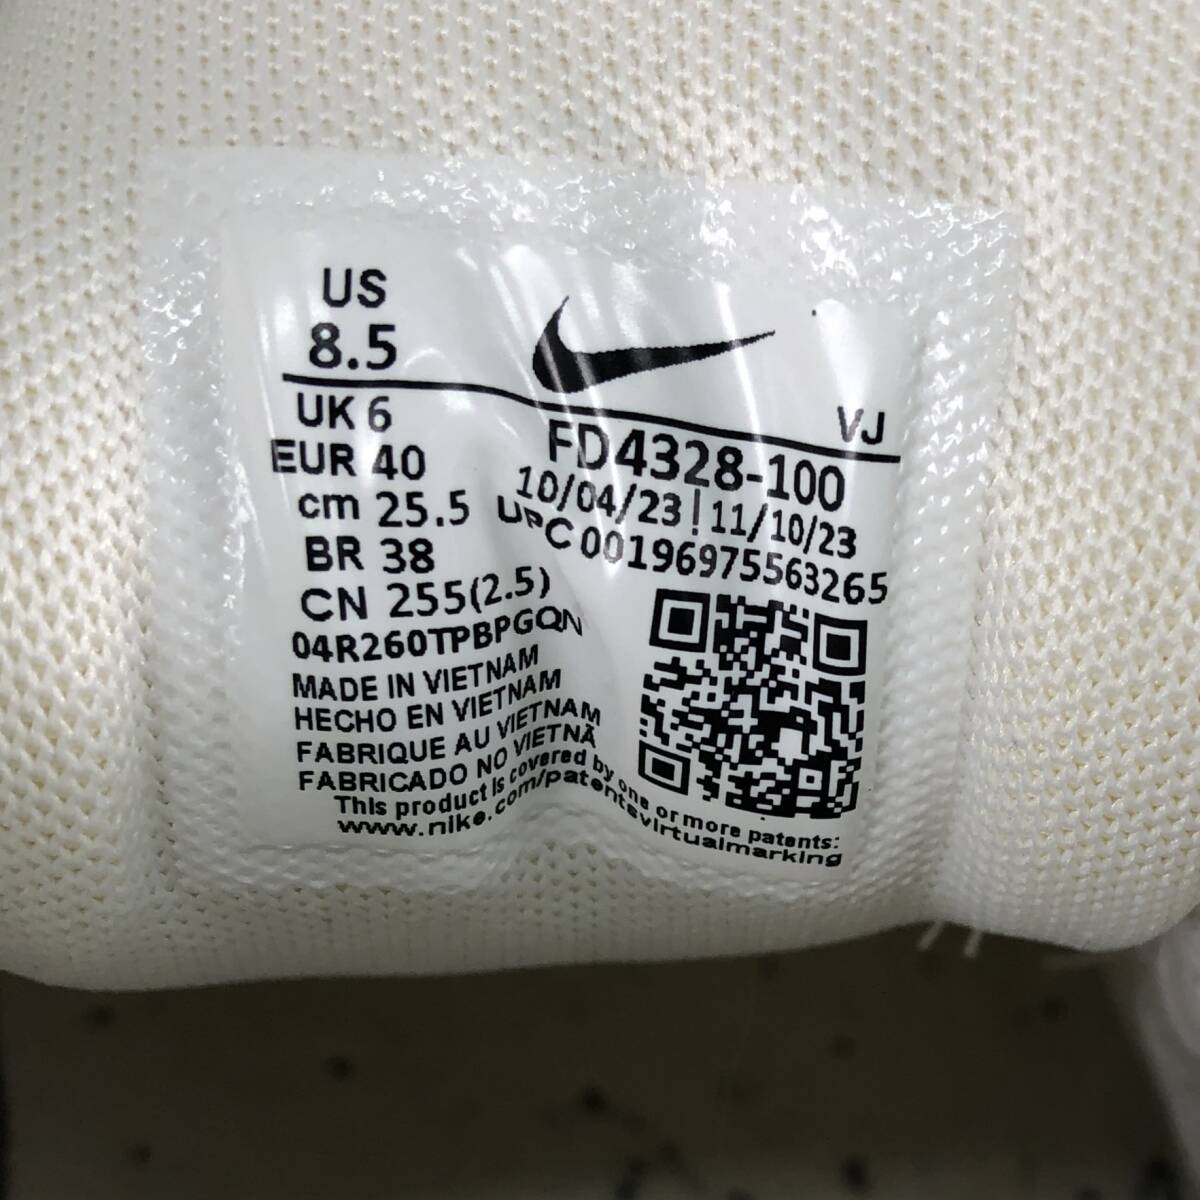 US
8.5
UK 6
EUR 40
cm 25.5
BR 38
CN 255(2.5)
VJ
FD4328-100
10/04/23 | 11/10/23
UPC 00196975563265
04R260TPBPGQN
MADE IN VIETNAM
HECHO EN VIETNAM
FABRIQUE AU VIETNAM
FABRICADO NO VIETNÃ
This product is covered by one or more patents:
www.nike.com/patentsvirtualmarking